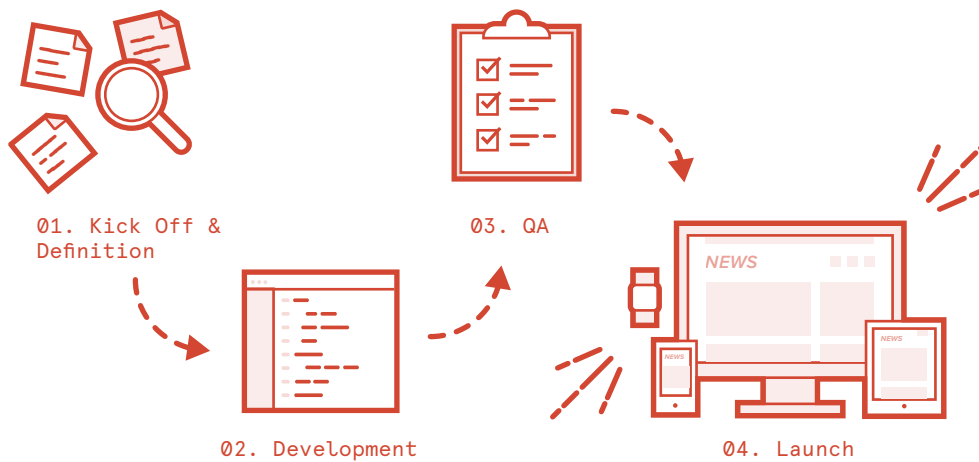 01. Kick Off &
Definition
02. Development
03. QA
NEWS
NEWS
NEWS
04. Launch